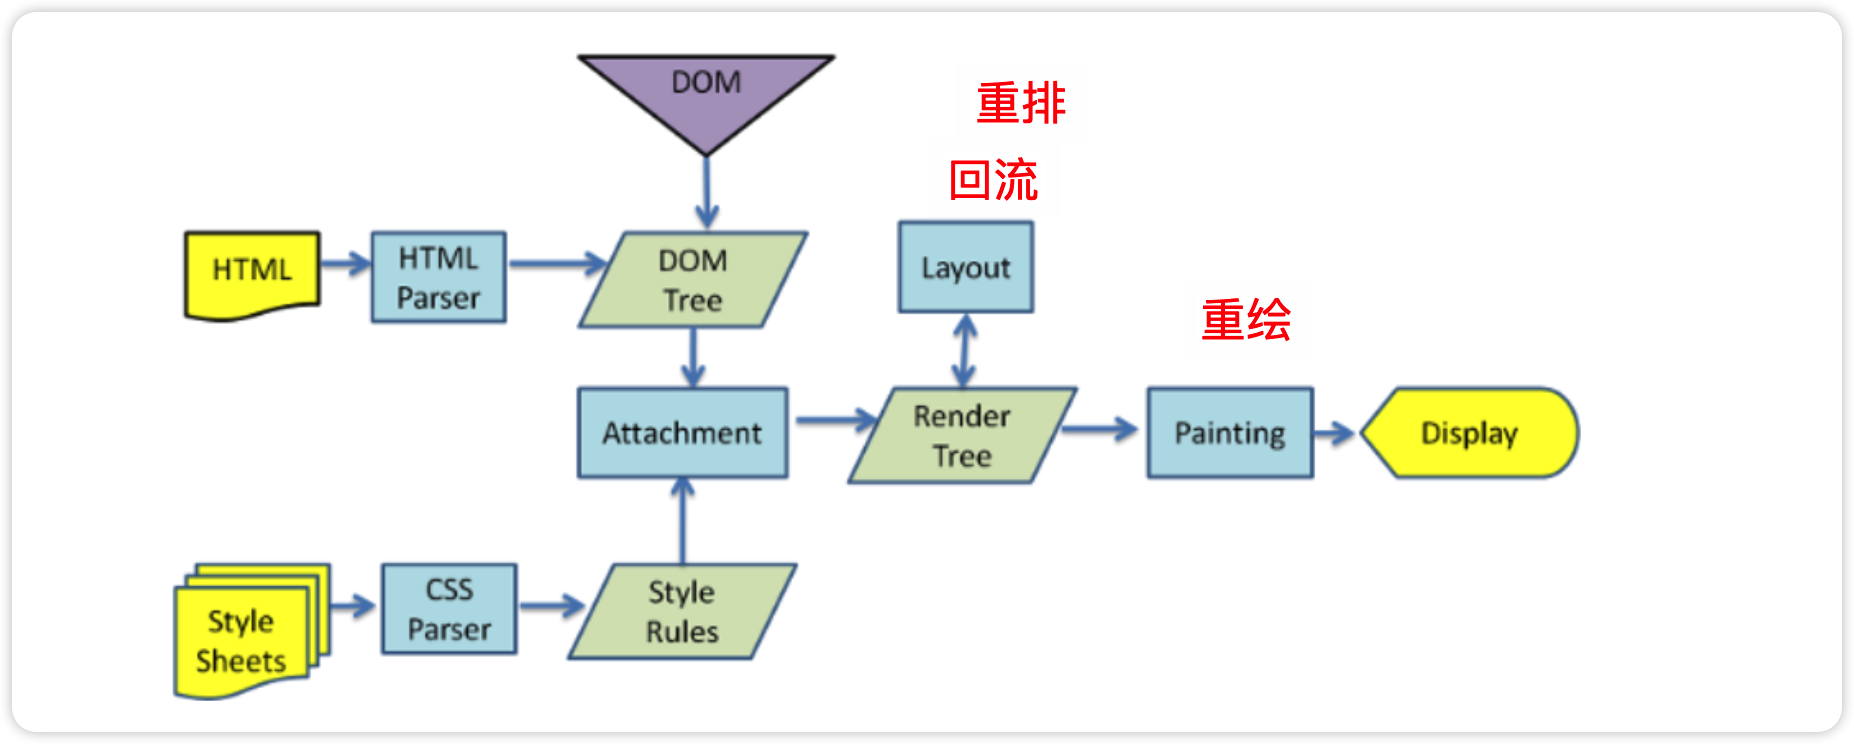 DOM
重排
回流
HTML
HTML
Parser
DOM
Tree
Layout
重绘
Attachment
Render
Tree
Painting
Display
Style
Sheets
CSS
Parser
Style
Rules